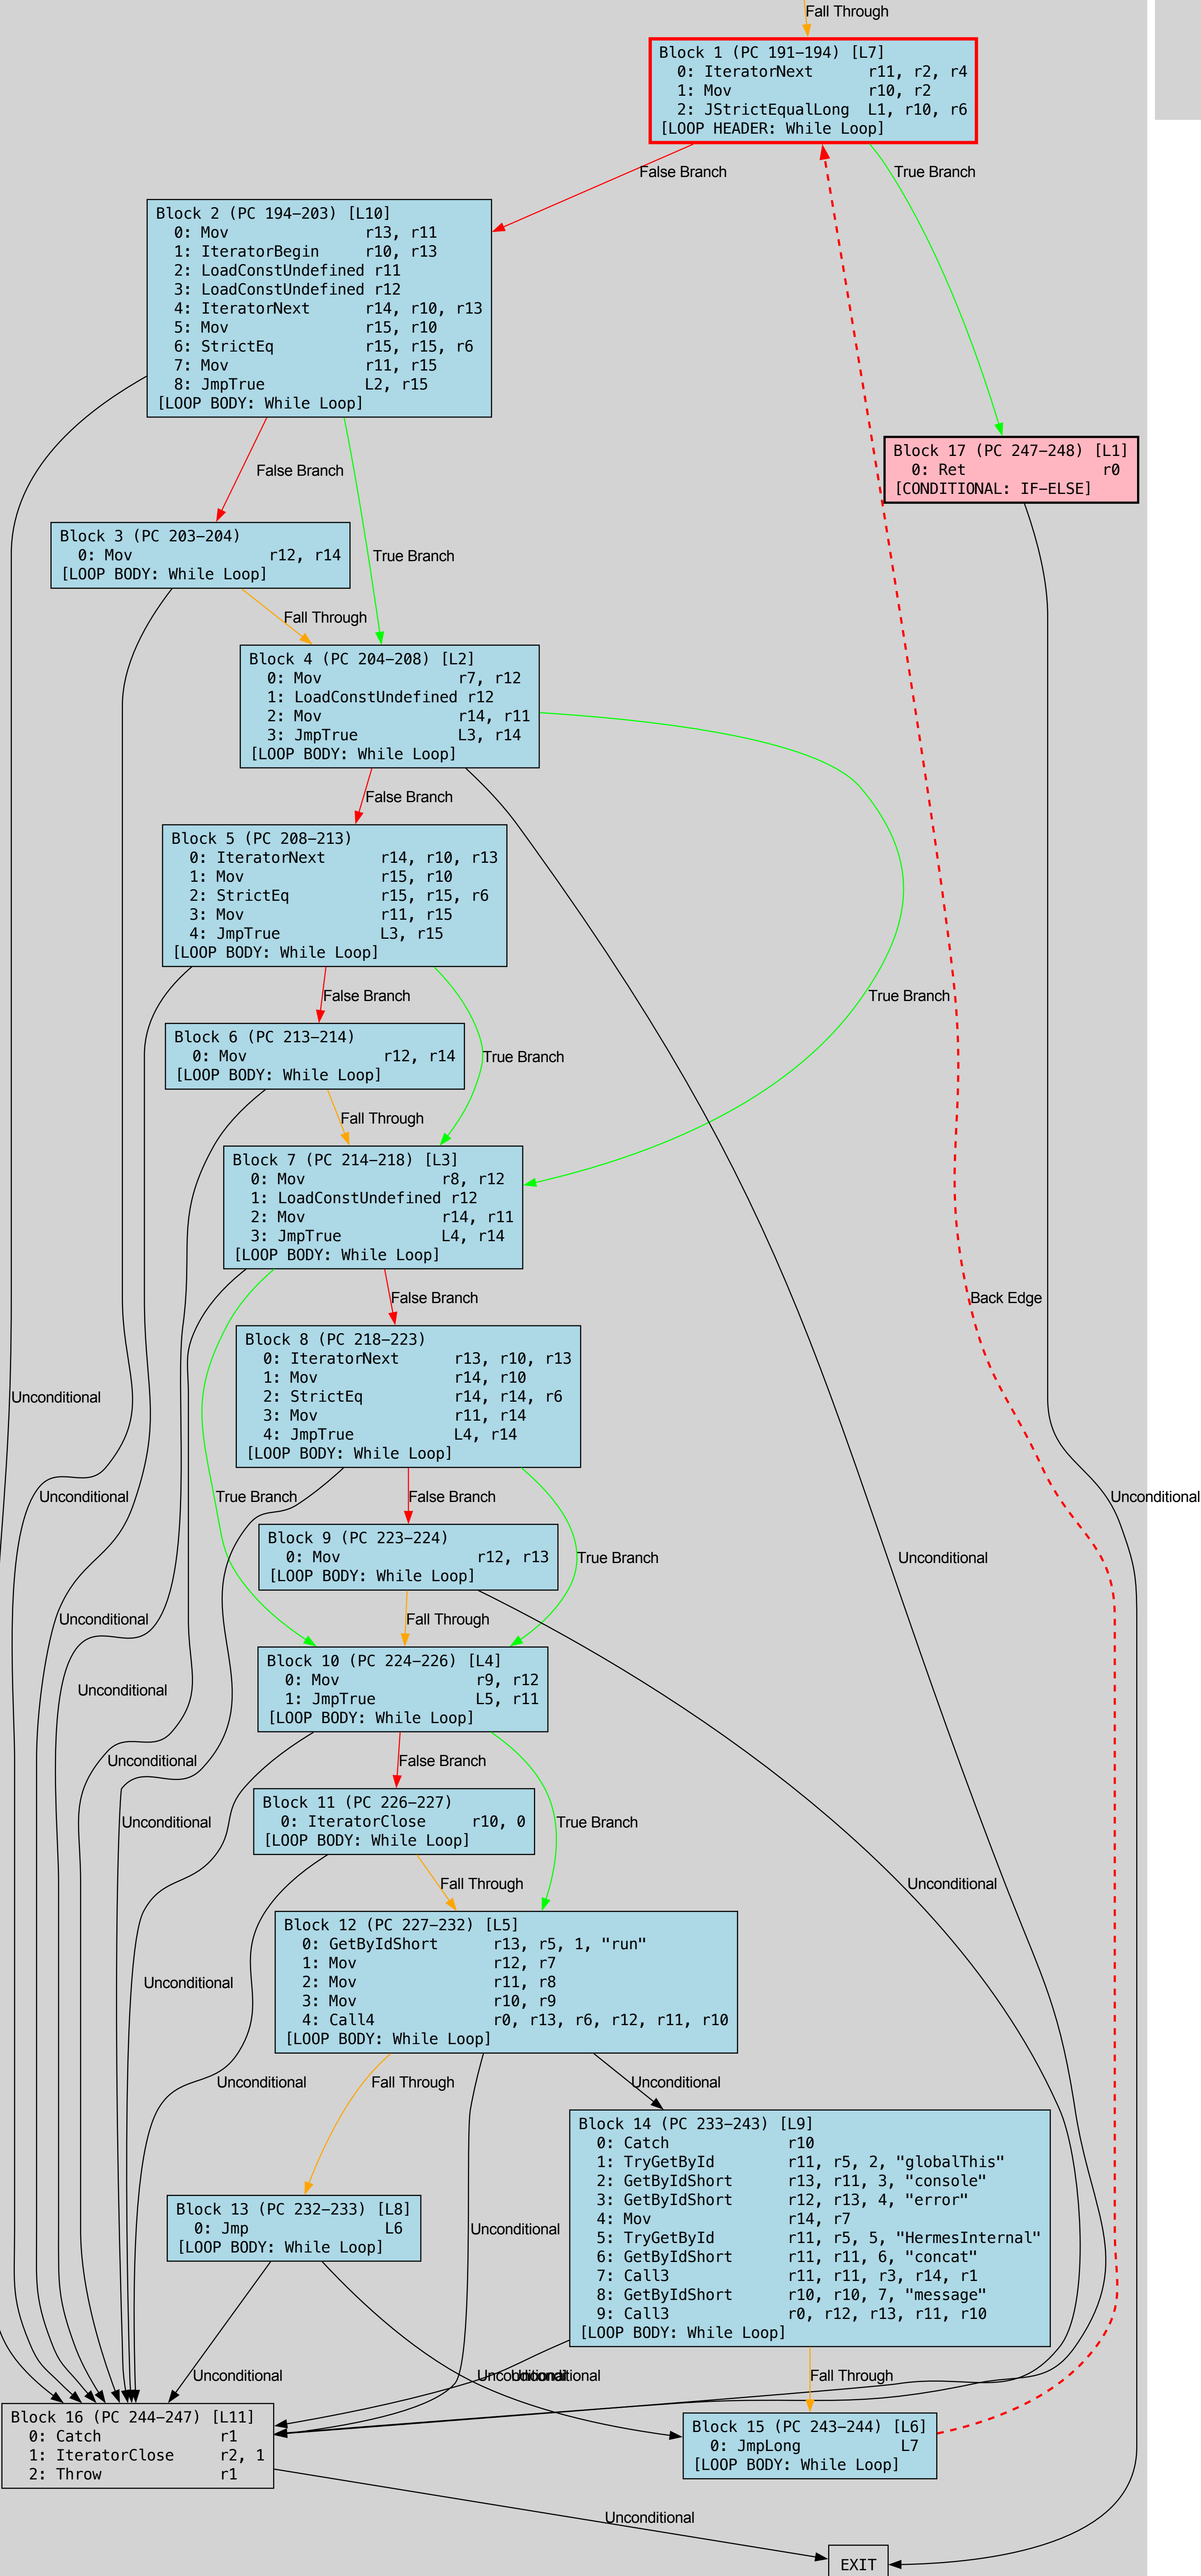 Fall Through
Block 1 (PC 191-194) [L7]
0: IteratorNext r11, r2, r4
1: Mov r10, r2
2: JStrictEqualLong L1, r10, r6
[LOOP HEADER: While Loop]
False Branch
True Branch
Block 2 (PC 194-203) [L10]
0: Mov r13, r11
1: IteratorBegin r10, r13
2: LoadConstUndefined r11
3: LoadConstUndefined r12
4: IteratorNext r14, r10, r13
5: Mov r15, r10
6: StrictEq r15, r15, r6
7: Mov r11, r15
8: JmpTrue L2, r15
[LOOP BODY: While Loop]
Block 17 (PC 247-248) [L1]
0: Ret r0
[CONDITIONAL: IF-ELSE]
False Branch
Block 3 (PC 203-204)
0: Mov r12, r14
[LOOP BODY: While Loop]
True Branch
Fall Through
Block 4 (PC 204-208) [L2]
0: Mov r7, r12
1: LoadConstUndefined r12
2: Mov r14, r11
3: JmpTrue L3, r14
[LOOP BODY: While Loop]
False Branch
Block 5 (PC 208-213)
0: IteratorNext r14, r10, r13
1: Mov r15, r10
2: StrictEq r15, r15, r6
3: Mov r11, r15
4: JmpTrue L3, r15
[LOOP BODY: While Loop]
False Branch
True Branch
Block 6 (PC 213-214)
0: Mov r12, r14
[LOOP BODY: While Loop]
True Branch
Fall Through
Block 7 (PC 214-218) [L3]
0: Mov r8, r12
1: LoadConstUndefined r12
2: Mov r14, r11
3: JmpTrue L4, r14
[LOOP BODY: While Loop]
False Branch
Back Edge
Block 8 (PC 218-223)
0: IteratorNext r13, r10, r13
1: Mov r14, r10
2: StrictEq r14, r14, r6
3: Mov r11, r14
4: JmpTrue L4, r14
[LOOP BODY: While Loop]
Unconditional
Unconditional
True Branch
False Branch
Unconditional
Block 9 (PC 223-224)
0: Mov r12, r13
[LOOP BODY: While Loop]
True Branch
Unconditional
Unconditional
Fall Through
Block 10 (PC 224-226) [L4]
0: Mov r9, r12
1: JmpTrue L5, r11
[LOOP BODY: While Loop]
Unconditional
Unconditional
False Branch
Block 11 (PC 226-227)
0: IteratorClose r10, 0
[LOOP BODY: While Loop]
Unconditional
True Branch
Fall Through
Unconditional
Block 12 (PC 227-232) [L5]
0: GetByIdShort r13, r5, 1, "run"
1: Mov r12, r7
2: Mov r11, r8
3: Mov r10, r9
4: Call4 r0, r13, r6, r12, r11, r10
[LOOP BODY: While Loop]
Unconditional
Unconditional
Fall Through
Unconditional
Block 14 (PC 233-243) [L9]
0: Catch r10
1: TryGetById r11, r5, 2, "globalThis"
2: GetByIdShort r13, r11, 3, "console"
3: GetByIdShort r12, r13, 4, "error"
4: Mov r14, r7
5: TryGetById r11, r5, 5, "HermesInternal"
6: GetByIdShort r11, r11, 6, "concat"
7: Call3 r11, r11, r3, r14, r1
8: GetByIdShort r10, r10, 7, "message"
9: Call3 r0, r12, r13, r11, r10
[LOOP BODY: While Loop]
Block 13 (PC 232-233) [L8]
0: Jmp L6
[LOOP BODY: While Loop]
Unconditional
Unconditional
Unconditional
Unconditional
Fall Through
Block 16 (PC 244-247) [L11]
0: Catch r1
1: IteratorClose r2, 1
2: Throw r1
Block 15 (PC 243-244) [L6]
0: JmpLong L7
[LOOP BODY: While Loop]
Unconditional
EXIT